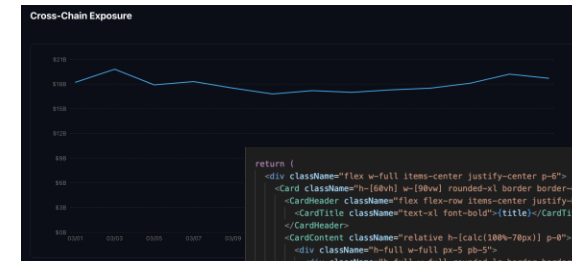 Cross-Chain Exposure
$21B
$18B
$15B
$12B
$9B
$6B
$3B
$0B
03/01 03/03 03/05 03/07 03/09
return (
<div className="flex w-full items-center justify-center p-6">
<Card className="h-[60vh] w-[90vw] rounded-xl border border-
<CardHeader className="flex flex-row items-center justify-
<CardTitle className="text-xl font-bold">{title}</CardTi
</CardHeader>
<CardContent className="relative h-[calc(100%-70px)] p-0">
<div className="h-full w-full px-5 pb-5">